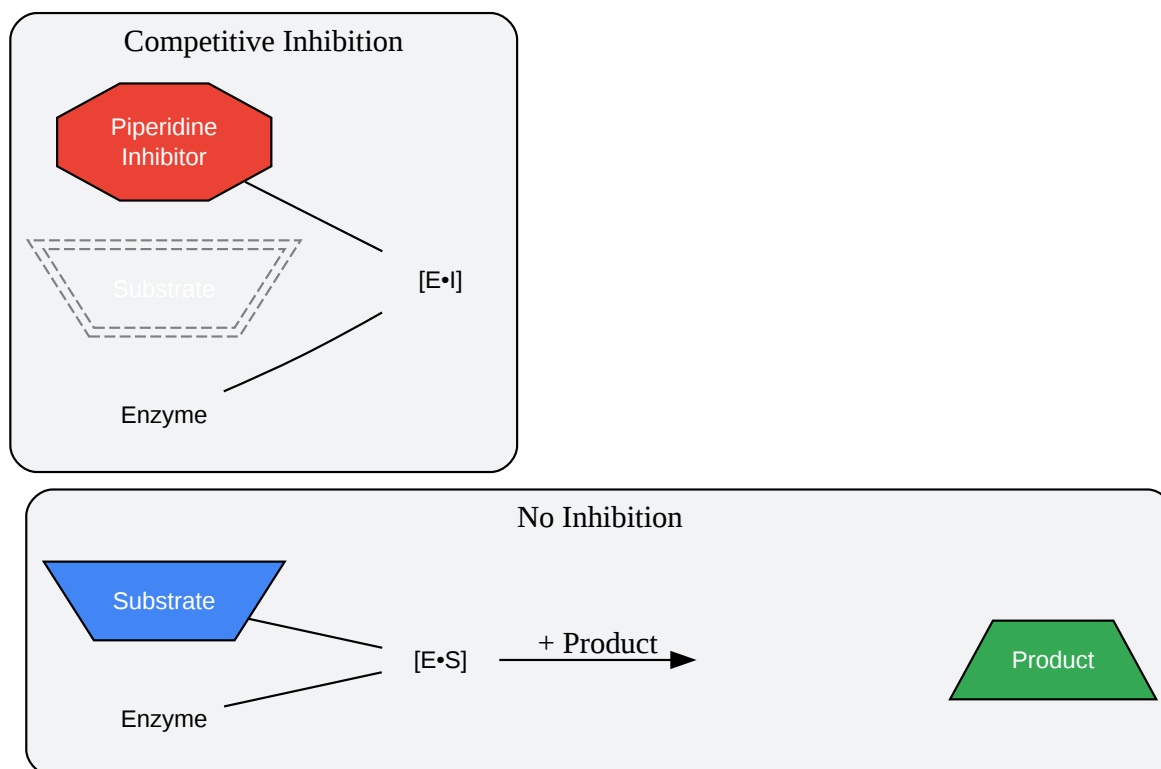 Competitive Inhibition
Piperidine
Inhibitor
Substrate
[E•I]
Enzyme
No Inhibition
Substrate
[E•S]
+ Product
Product
Enzyme